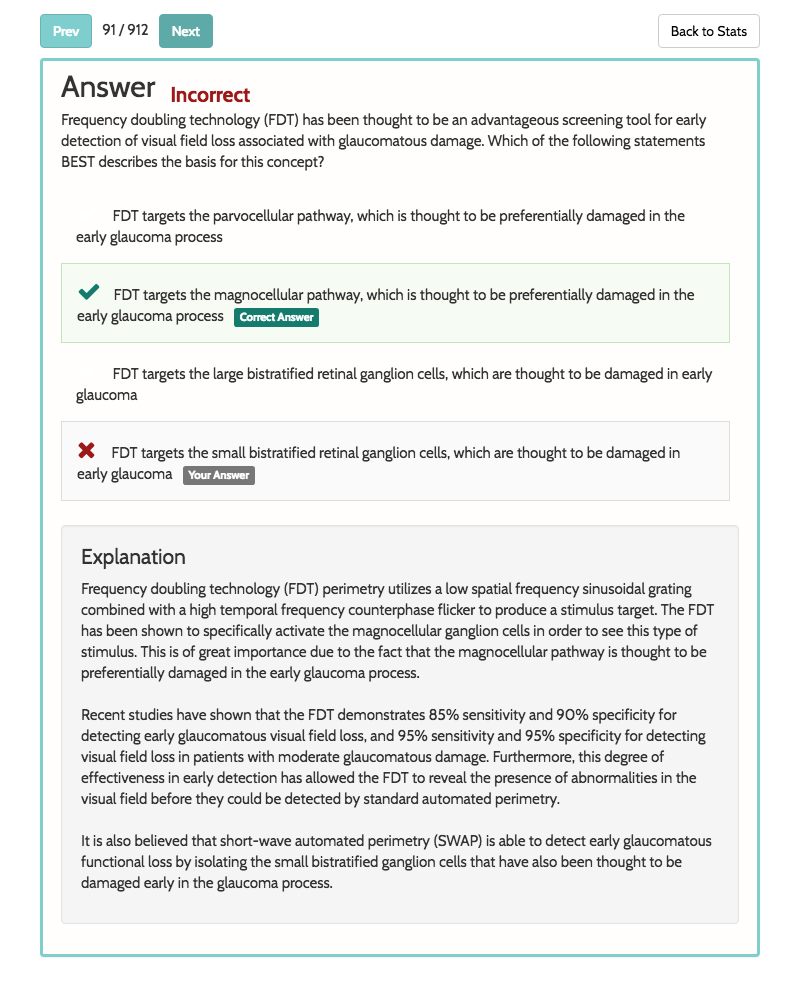 Prev 91 / 912 Next Back to Stats
Answer Incorrect
Frequency doubling technology (FDT) has been thought to be an advantageous screening tool for early
detection of visual field loss associated with glaucomatous damage. Which of the following statements
BEST describes the basis for this concept?
FDT targets the parvocellular pathway, which is thought to be preferentially damaged in the
early glaucoma process
FDT targets the magnocellular pathway, which is thought to be preferentially damaged in the
early glaucoma process Correct Answer
FDT targets the large bistratified retinal ganglion cells, which are thought to be damaged in early
glaucoma
FDT targets the small bistratified retinal ganglion cells, which are thought to be damaged in
early glaucoma Your Answer
Explanation
Frequency doubling technology (FDT) perimetry utilizes a low spatial frequency sinusoidal grating
combined with a high temporal frequency counterphase flicker to produce a stimulus target. The FDT
has been shown to specifically activate the magnocellular ganglion cells in order to see this type of
stimulus. This is of great importance due to the fact that the magnocellular pathway is thought to be
preferentially damaged in the early glaucoma process.
Recent studies have shown that the FDT demonstrates 85% sensitivity and 90% specificity for
detecting early glaucomatous visual field loss, and 95% sensitivity and 95% specificity for detecting
visual field loss in patients with moderate glaucomatous damage. Furthermore, this degree of
effectiveness in early detection has allowed the FDT to reveal the presence of abnormalities in the
visual field before they could be detected by standard automated perimetry.
It is also believed that short-wave automated perimetry (SWAP) is able to detect early glaucomatous
functional loss by isolating the small bistratified ganglion cells that have also been thought to be
damaged early in the glaucoma process.